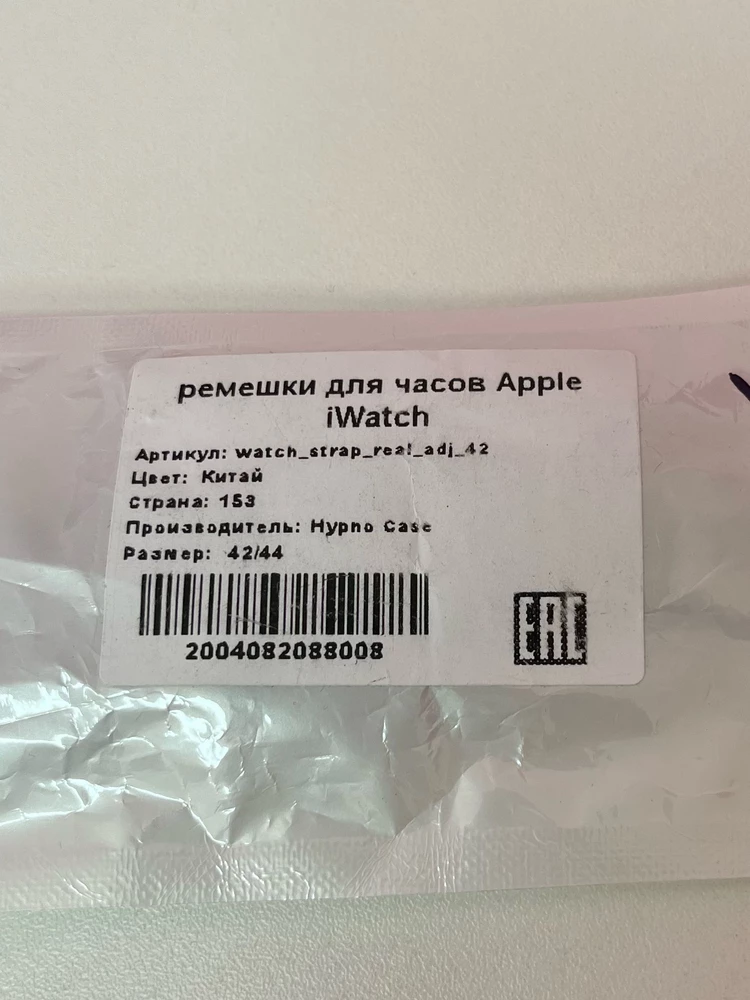 ремешки для часов Apple
iWatch
Артикул: watch_strap_real_adj_42
Цвет: Китай
Страна: 153
Производитель: Hypno Case
Размер: 42/44
2004082088008
EAC